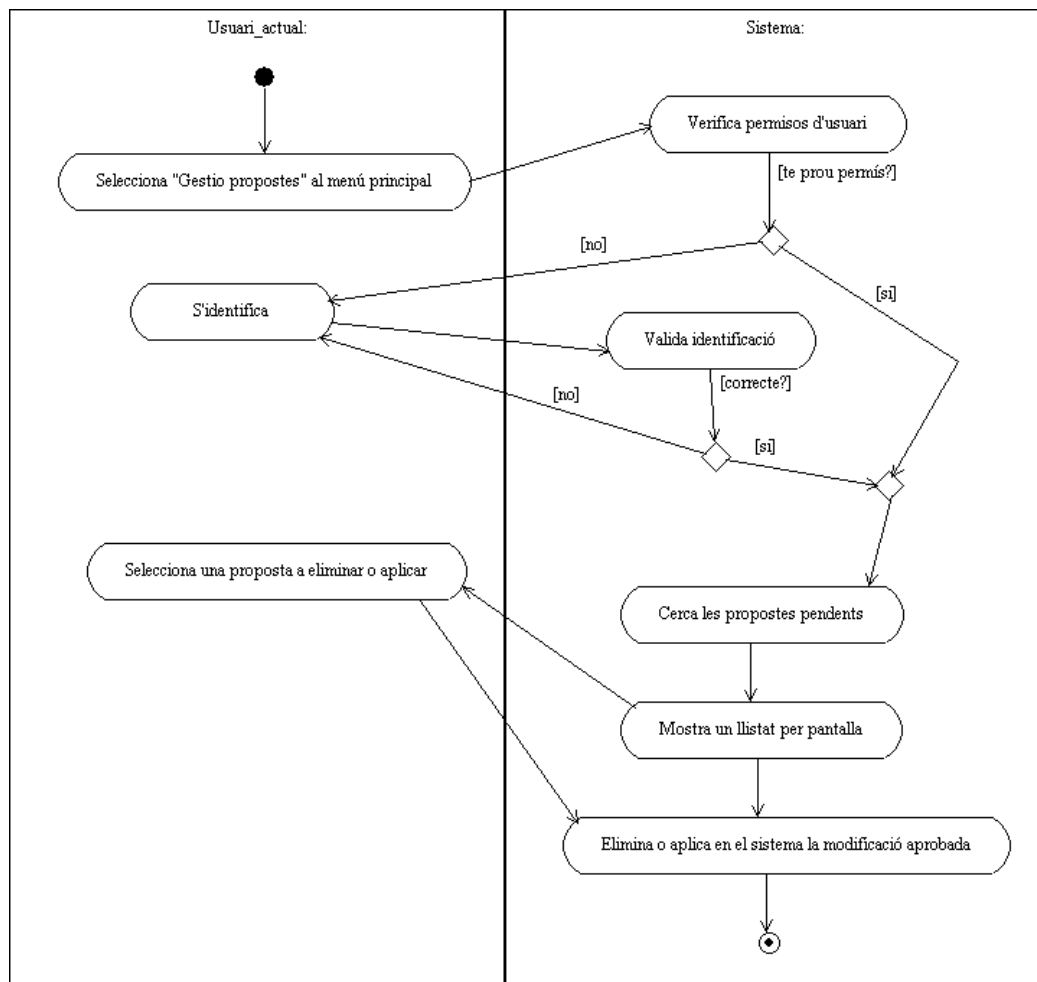 Usuari_actual:
Sistema:
Verifica permisos d'usuari
Selecciona "Gestio propostes" al menú principal
[te prou permís?]
[no]
[si]
S'identifica
Valida identificació
[correcte?]
[no]
[si]
Selecciona una proposta a eliminar o aplicar
Cerca les propostes pendents
Mostra un llistat per pantalla
Elimina o aplica en el sistema la modificació aprobada